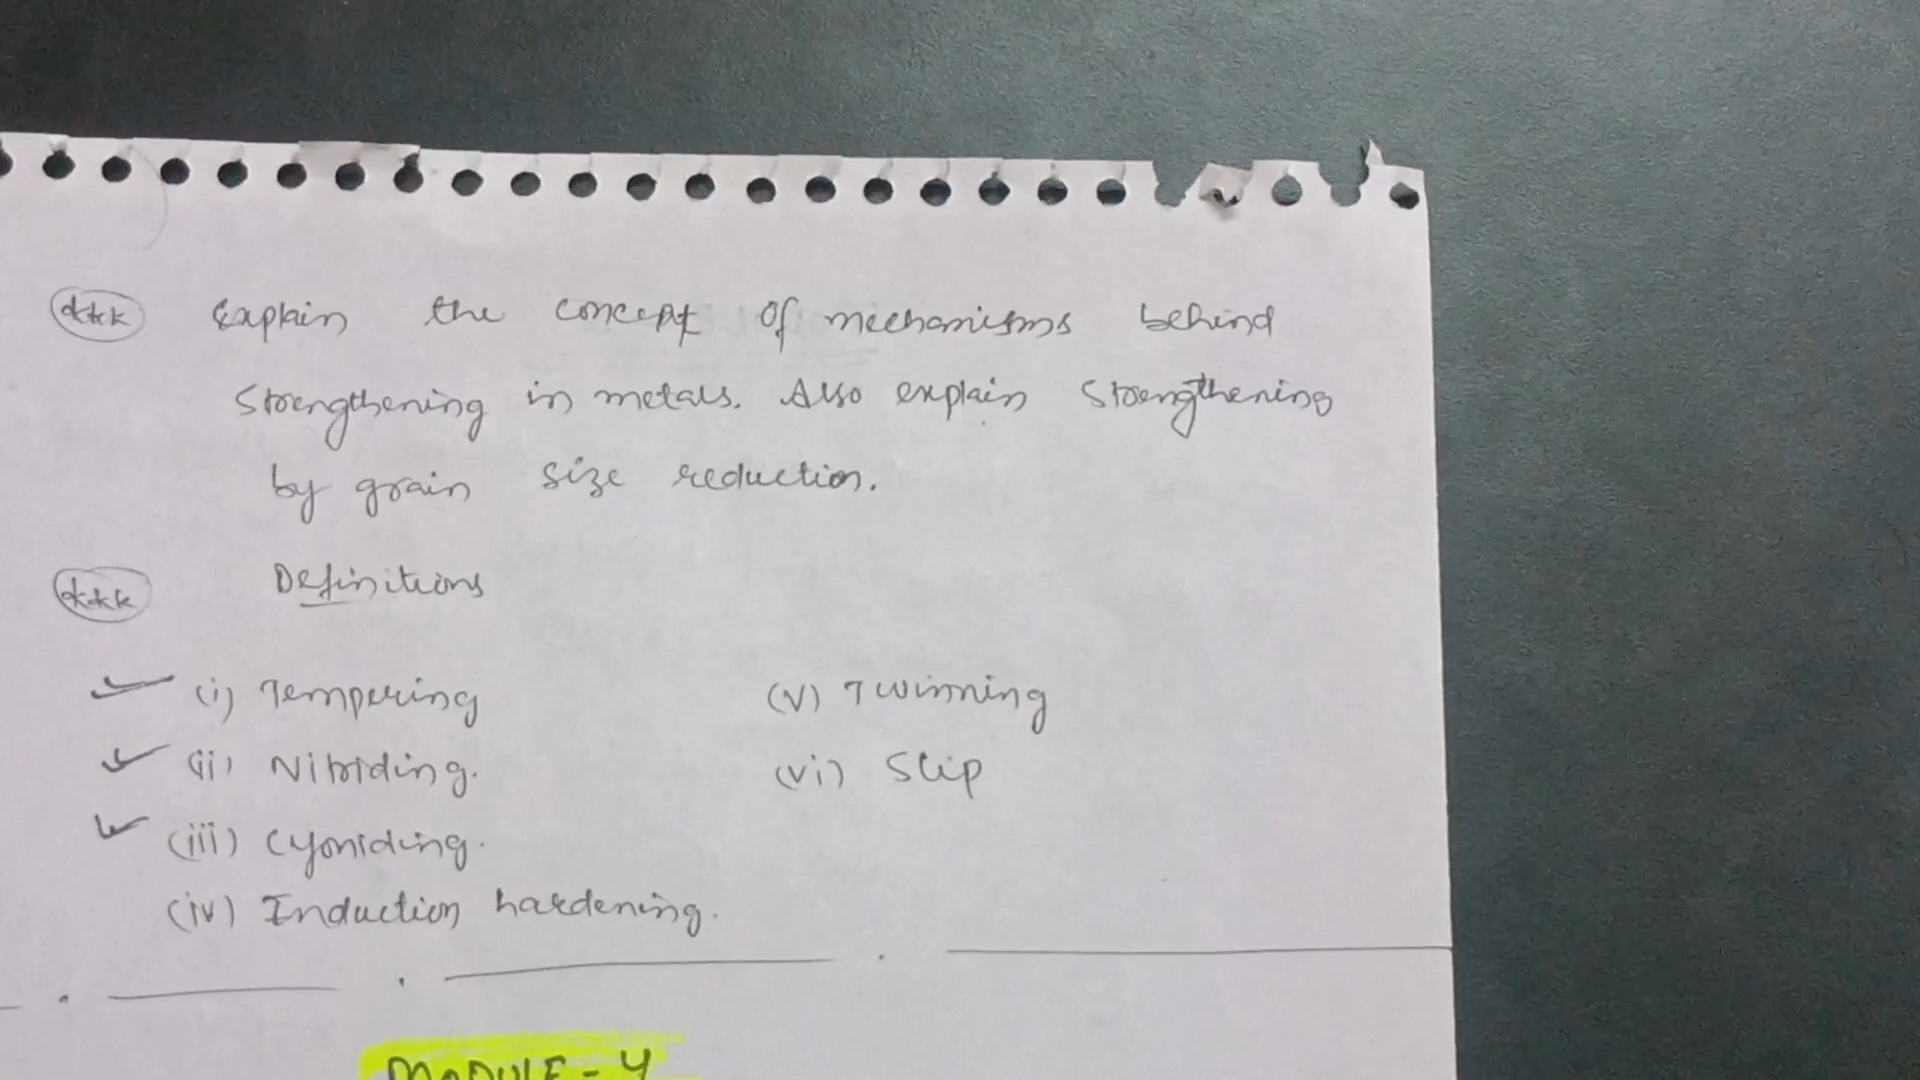 *** Explain the concept of mechanisms behind
strengthening in metals. Also explain strengthening
by grain size reduction.
*** Definitions
(i) Tempering
(ii) Nitriding.
(iii) Cyaniding.
(iv) Induction hardening.
(v) Twinning
(vi) Slip
MODULE - 4